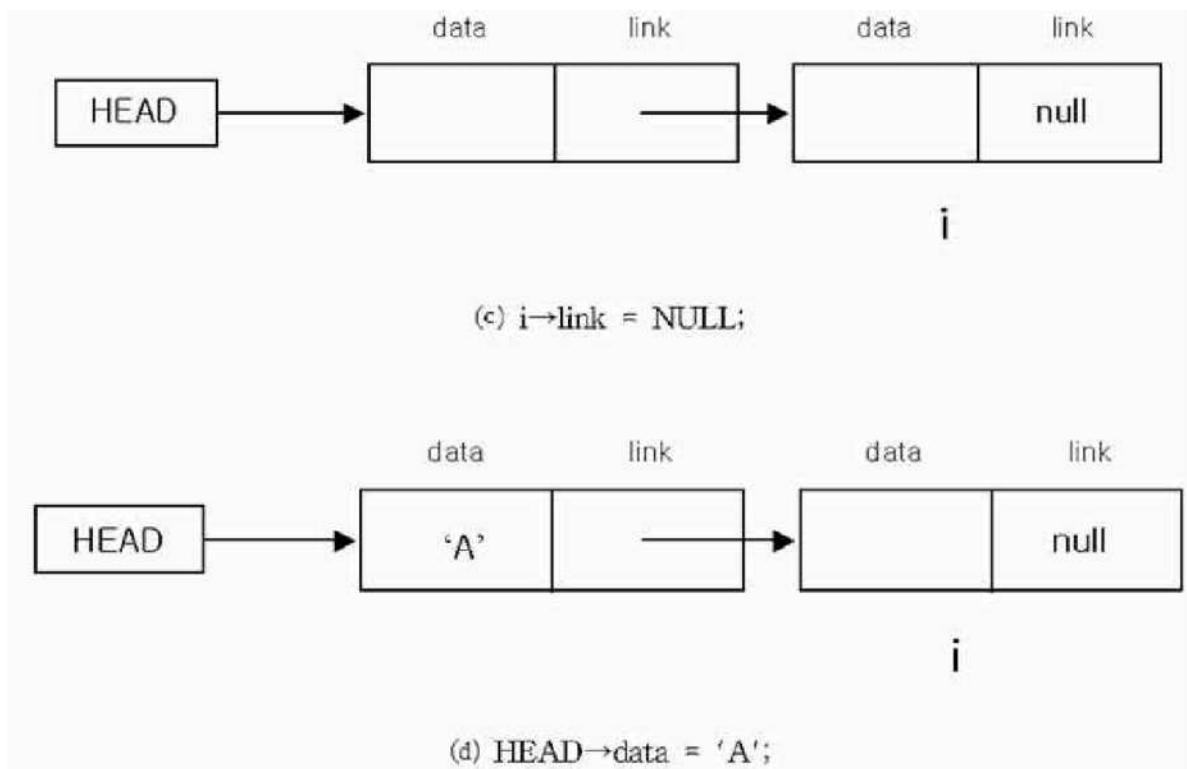 data link data link
HEAD null
i
(c) i→link = NULL;
data link data link
HEAD ‘A’ null
i
(d) HEAD→data = ′A′;